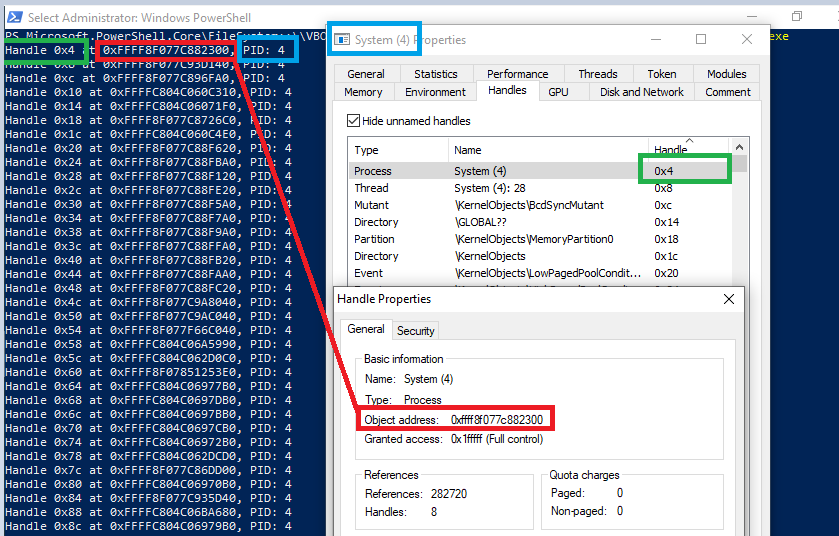 Select Administrator: Windows PowerShell
PS Microsoft.PowerShell.Core\FileSystem::\\VBO
xe
Handle 0x4 at 0xFFFF8F077C882300, PID: 4
PID: 4
Handle 0xc at 0xFFFF8F077C896FA0, PID: 4
Handle 0x10 at 0xFFFFC804C060C310, PID: 4
Handle 0x14 at 0xFFFFC804C06071F0, PID: 4
Handle 0x18 at 0xFFFF8F077C8726C0, PID: 4
Handle 0x1c at 0xFFFFC804C060C4E0, PID: 4
Handle 0x20 at 0xFFFF8F077C88F620, PID: 4
Handle 0x24 at 0xFFFF8F077C88FBA0, PID: 4
Handle 0x28 at 0xFFFF8F077C88F120, PID: 4
Handle 0x2c at 0xFFFF8F077C88FE20, PID: 4
Handle 0x30 at 0xFFFF8F077C88F5A0, PID: 4
Handle 0x34 at 0xFFFF8F077C88F7A0, PID: 4
Handle 0x38 at 0xFFFF8F077C88F9A0, PID: 4
Handle 0x3c at 0xFFFF8F077C88FFA0, PID: 4
Handle 0x40 at 0xFFFF8F077C88FB20, PID: 4
Handle 0x44 at 0xFFFF8F077C88FAA0, PID: 4
Handle 0x48 at 0xFFFF8F077C88FC20, PID: 4
Handle 0x4c at 0xFFFF8F077C9A8040, PID: 4
Handle 0x50 at 0xFFFF8F077C9AC040, PID: 4
Handle 0x54 at 0xFFFF8F077F66C040, PID: 4
Handle 0x58 at 0xFFFFC804C06A5990, PID: 4
Handle 0x5c at 0xFFFFC804C062D0C0, PID: 4
Handle 0x60 at 0xFFFF8F07851253E0, PID: 4
Handle 0x64 at 0xFFFFC804C06977B0, PID: 4
Handle 0x68 at 0xFFFFC804C0697DB0, PID: 4
Handle 0x6c at 0xFFFFC804C0697BB0, PID: 4
Handle 0x70 at 0xFFFFC804C0697CB0, PID: 4
Handle 0x74 at 0xFFFFC804C06972B0, PID: 4
Handle 0x78 at 0xFFFFC804C062DCD0, PID: 4
Handle 0x7c at 0xFFFF8F077C86DD00, PID: 4
Handle 0x80 at 0xFFFFC804C06970B0, PID: 4
Handle 0x84 at 0xFFFF8F077C935D40, PID: 4
Handle 0x88 at 0xFFFFC804C06BA680, PID: 4
Handle 0x8c at 0xFFFFC804C06979B0, PID: 4
System (4) Properties
General Statistics Performance Threads Token Modules
Memory Environment Handles GPU Disk and Network Comment
Hide unnamed handles
Type Name Handle
Process System (4) 0x4
Thread System (4): 28 0x8
Mutant \KernelObjects\BcdSyncMutant 0xc
Directory \GLOBAL?? 0x14
Partition \KernelObjects\MemoryPartition0 0x18
Directory \KernelObjects 0x1c
Event \KernelObjects\LowPagedPoolCondit... 0x20
Handle Properties
General Security
Basic information
Name: System (4)
Type: Process
Object address: 0xffff8f077c882300
Granted access: 0x1fffff (Full control)
References
References: 282720
Handles: 8
Quota charges
Paged: 0
Non-paged: 0